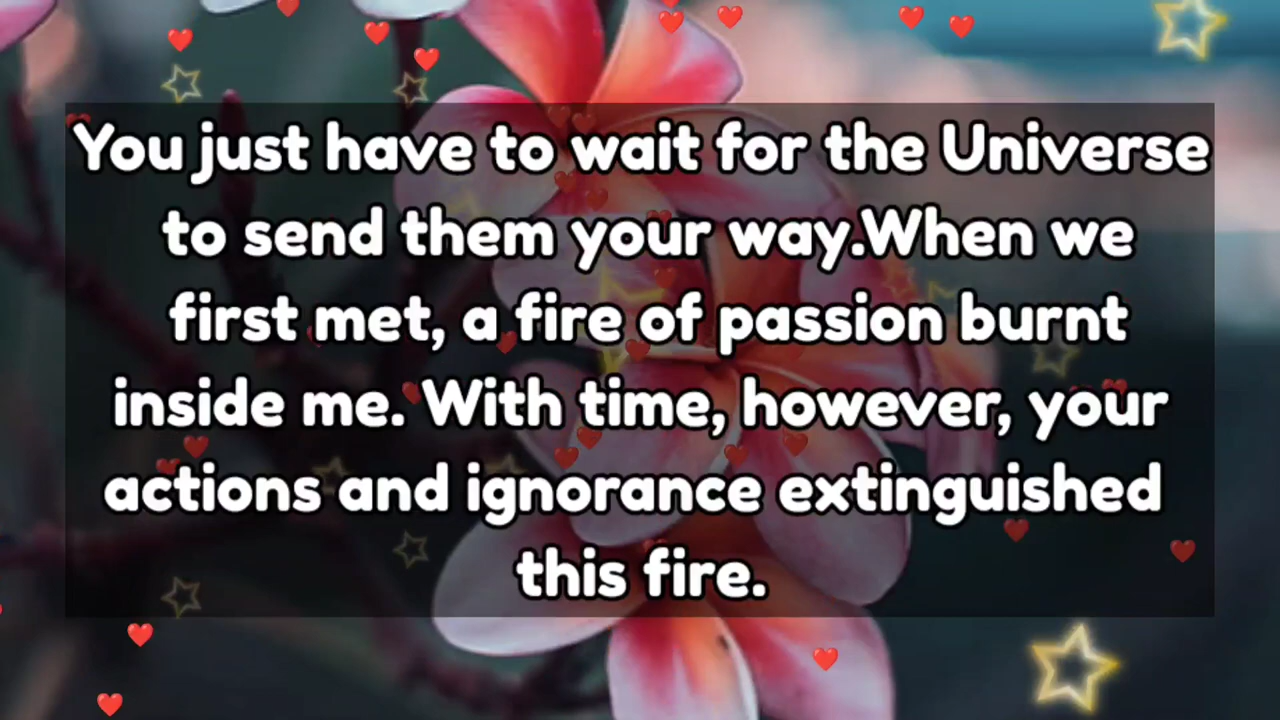 You just have to wait for the Universe
to send them your way.When we
first met, a fire of passion burnt
inside me. With time, however, your
actions and ignorance extinguished
this fire.